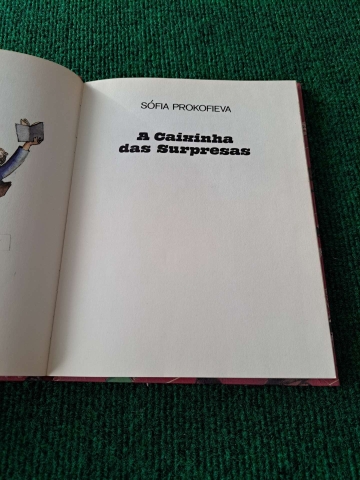 SÓFIA PROKOFIEVA
A Caixinha
das Surpresas